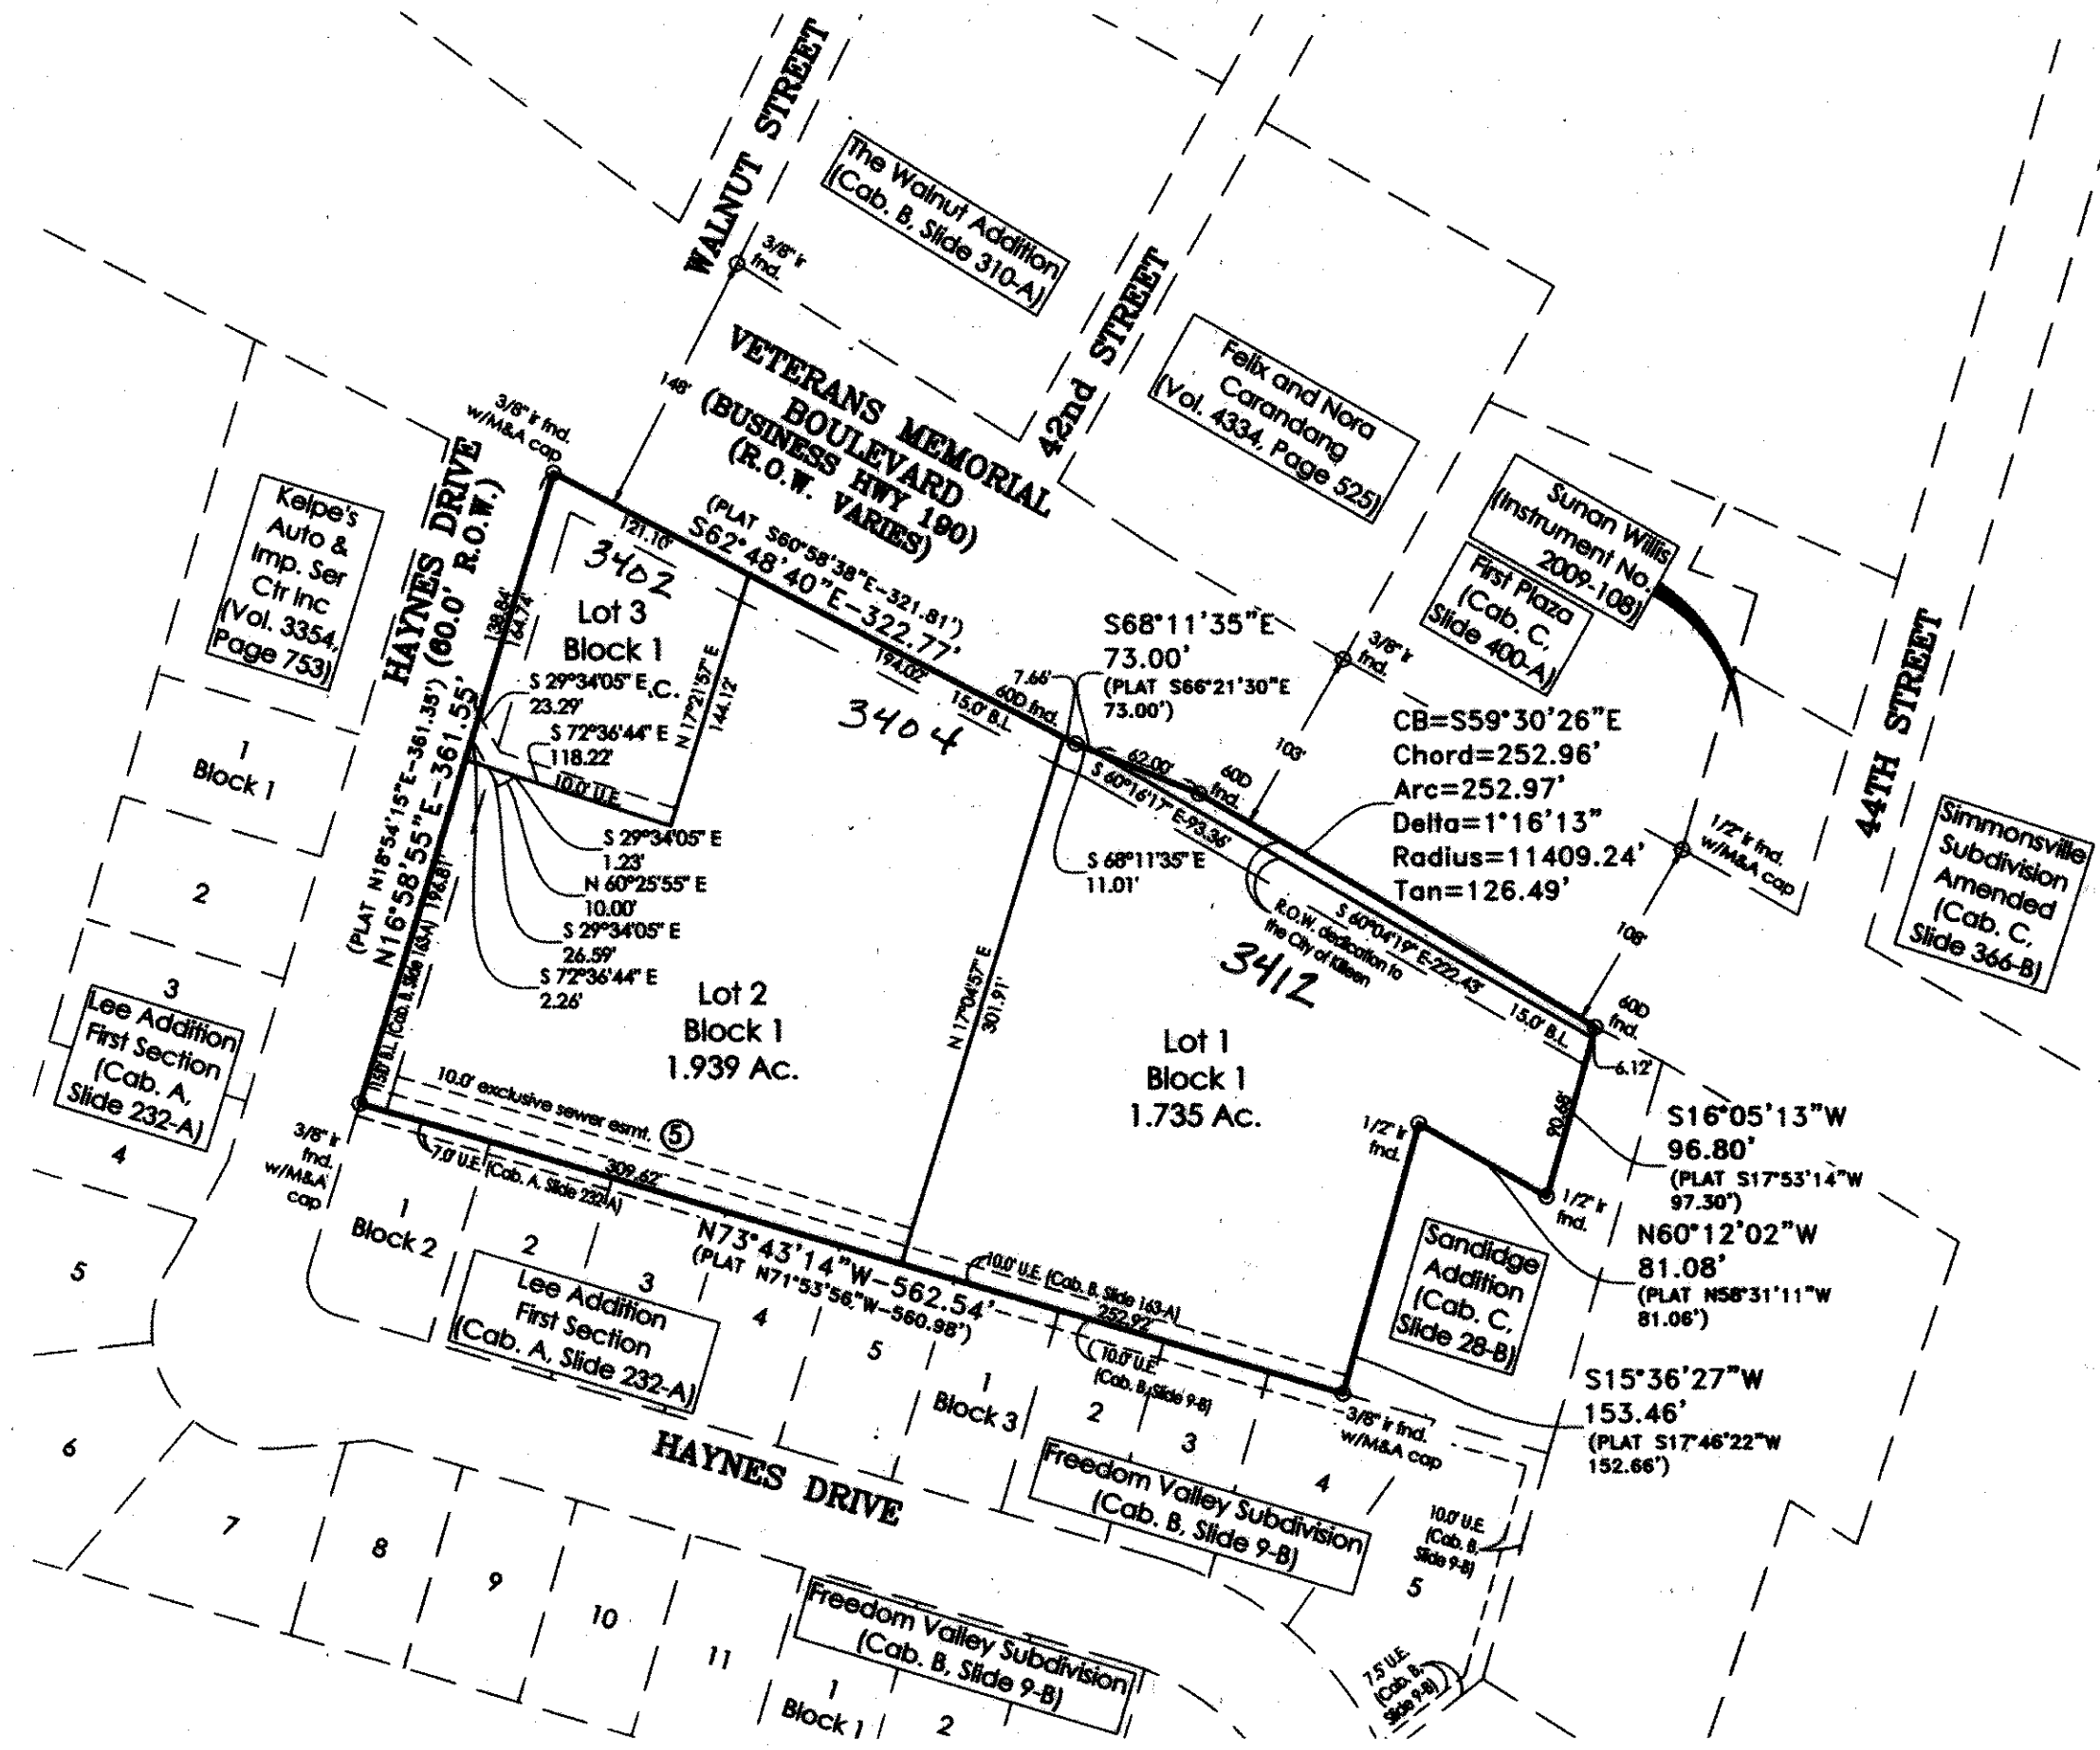 WALNUT STREET
The Walnut Addition
(Cab. B, Slide 310-A)
3/8" ir
fnd.
148'
VETERANS MEMORIAL
BOULEVARD
(BUSINESS HWY 190)
(R.O.W. VARIES)
42nd STREET
Felix and Nora
Carandang
(Vol. 4334, Page 525)
Sunan Willis
(Instrument No.
2009-108)
First Plaza
(Cab. C,
Slide 400-A)
44TH STREET
Simmonsville
Subdivision
Amended
(Cab. C,
Slide 366-B)
3/8" ir fnd.
w/M&A cap
Kelpe's
Auto &
Imp. Ser
Ctr Inc
(Vol. 3354,
Page 753)
HAYNES DRIVE
(60.0' R.O.W.)
(PLAT N18°54'15"E-361.35')
N16°58'55"E-361.55'
138.84'
164.74'
196.81'
(PLAT S60°58'38"E-321.81')
S62°48'40"E-322.77'
121.10'
3402
Lot 3
Block 1
S 29°34'05" E
23.29'
S 72°36'44" E
118.22'
10.0' U.E.
N 17°21'57" E
144.12'
194.02'
15.0' B.L.
60D fnd.
3404
7.66'
S68°11'35"E
73.00'
(PLAT S66°21'30"E
73.00')
62.00'
60D
fnd.
S 60°16'17" E-93.36'
S 68°11'35" E
11.01'
3/8" ir
fnd.
103'
CB=S59°30'26"E
Chord=252.96'
Arc=252.97'
Delta=1°16'13"
Radius=11409.24'
Tan=126.49'
1/2" ir fnd.
w/M&A cap
108'
R.O.W. dedication to
the City of Killeen
S 60°04'19" E-222.43'
15.0' B.L.
3412
60D
fnd.
6.12'
90.68'
S16°05'13"W
96.80'
(PLAT S17°53'14"W
97.30')
1/2" ir
fnd.
1/2" ir
fnd.
N60°12'02"W
81.08'
(PLAT N58°31'11"W
81.06')
S15°36'27"W
153.46'
(PLAT S17°46'22"W
152.66')
Sandidge
Addition
(Cab. C,
Slide 28-B)
S 29°34'05" E
1.23'
N 60°25'55" E
10.00'
S 29°34'05" E
26.59'
S 72°36'44" E
2.26'
Lot 2
Block 1
1.939 Ac.
N 17°04'57" E
301.91'
Lot 1
Block 1
1.735 Ac.
1
Block 1
2
3
Lee Addition
First Section
(Cab. A,
Slide 232-A)
4
5
6
7
8
9
10
11
3/8" ir
fnd.
w/M&A
cap
(Cab. B, Slide 163-A)
10.0' exclusive sewer esmt. 5
7.0' U.E. (Cab. A, Slide 232-A)
309.62'
N73°43'14"W-562.54'
(PLAT N71°53'56"W-560.98')
10.0' U.E. (Cab. B, Slide 163-A)
252.92'
10.0' U.E.
(Cab. B, Slide 9-B)
3/8" ir fnd.
w/M&A cap
1
Block 2
2
3
4
5
Lee Addition
First Section
(Cab. A, Slide 232-A)
1
Block 3
2
3
4
5
Freedom Valley Subdivision
(Cab. B, Slide 9-B)
10.0' U.E.
(Cab. B,
Slide 9-B)
HAYNES DRIVE
Freedom Valley Subdivision
(Cab. B, Slide 9-B)
1
Block 1
2
7.5' U.E.
(Cab. B,
Slide 9-B)